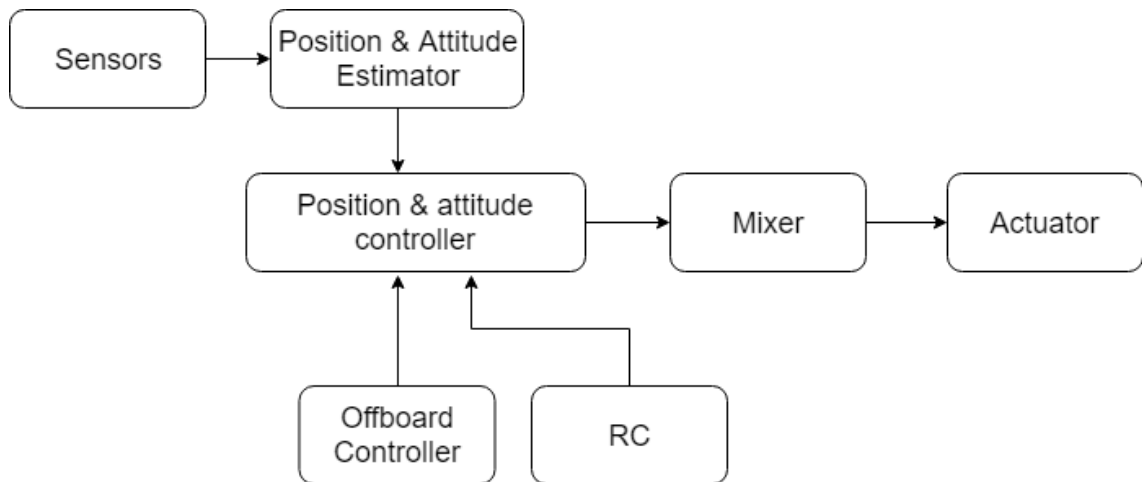 Sensors
Position & Attitude
Estimator
Position & attitude
controller
Mixer
Actuator
Offboard
Controller
RC